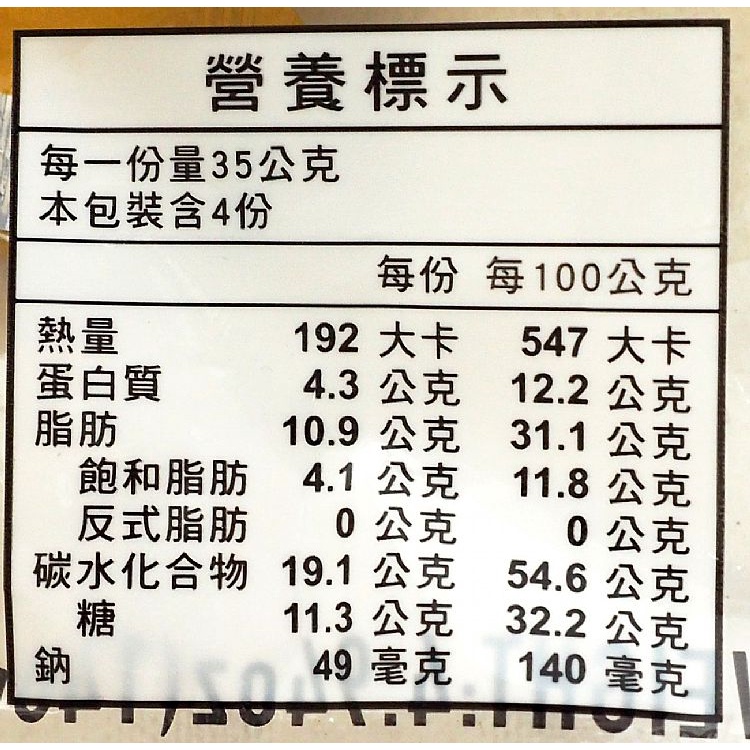 營養標示
每一份量35公克
本包裝含4份
每份 每100公克
熱量 192 大卡 547 大卡
蛋白質 4.3 公克 12.2 公克
脂肪 10.9 公克 31.1 公克
飽和脂肪 4.1 公克 11.8 公克
反式脂肪 0 公克 0 公克
碳水化合物 19.1 公克 54.6 公克
糖 11.3 公克 32.2 公克
鈉 49 毫克 140 毫克